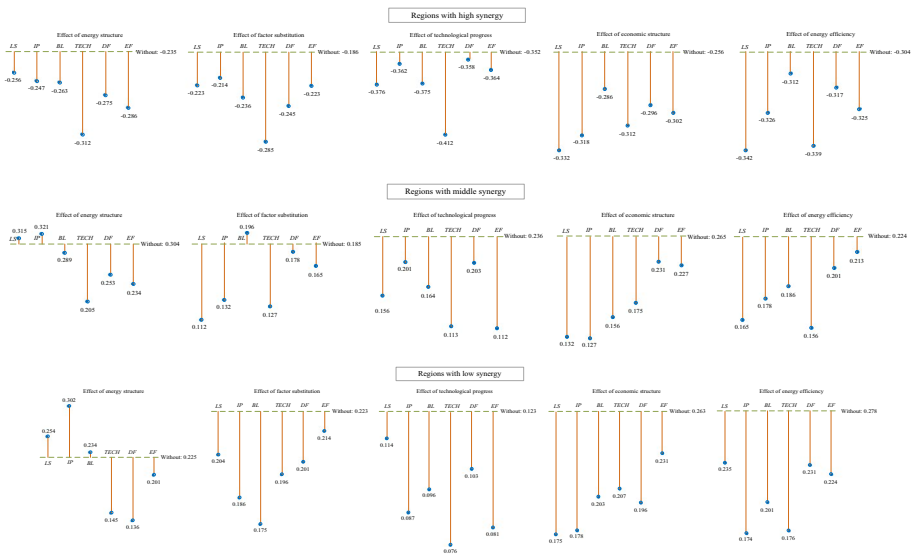 Regions with high synergy
Effect of energy structure
LS IP BL TECH DF EF
Without: -0.235
-0.256 -0.247 -0.263 -0.312 -0.275 -0.286
Effect of factor substitution
LS IP BL TECH DF EF
Without: -0.186
-0.223 -0.214 -0.236 -0.285 -0.245 -0.223
Effect of technological progress
LS IP BL TECH DF EF
Without: -0.352
-0.376 -0.362 -0.375 -0.412 -0.358 -0.364
Effect of economic structure
LS IP BL TECH DF EF
Without: -0.256
-0.332 -0.318 -0.286 -0.312 -0.296 -0.302
Effect of energy efficiency
LS IP BL TECH DF EF
Without: -0.304
-0.342 -0.326 -0.312 -0.339 -0.317 -0.325
Regions with middle synergy
Effect of energy structure
LS IP BL TECH DF EF
Without: 0.304
0.315 0.321 0.289 0.205 0.253 0.234
Effect of factor substitution
LS IP BL TECH DF EF
Without: 0.185
0.112 0.132 0.196 0.127 0.178 0.165
Effect of technological progress
LS IP BL TECH DF EF
Without: 0.236
0.156 0.201 0.164 0.113 0.203 0.112
Effect of economic structure
LS IP BL TECH DF EF
Without: 0.265
0.132 0.127 0.156 0.175 0.231 0.227
Effect of energy efficiency
LS IP BL TECH DF EF
Without: 0.224
0.165 0.178 0.186 0.156 0.201 0.213
Regions with low synergy
Effect of energy structure
LS IP BL TECH DF EF
Without: 0.225
0.254 0.302 0.234 0.145 0.136 0.201
Effect of factor substitution
LS IP BL TECH DF EF
Without: 0.223
0.204 0.186 0.175 0.196 0.201 0.214
Effect of technological progress
LS IP BL TECH DF EF
Without: 0.123
0.114 0.087 0.096 0.076 0.103 0.081
Effect of economic structure
LS IP BL TECH DF EF
Without: 0.263
0.175 0.178 0.203 0.207 0.196 0.231
Effect of energy efficiency
LS IP BL TECH DF EF
Without: 0.278
0.235 0.174 0.201 0.176 0.231 0.224